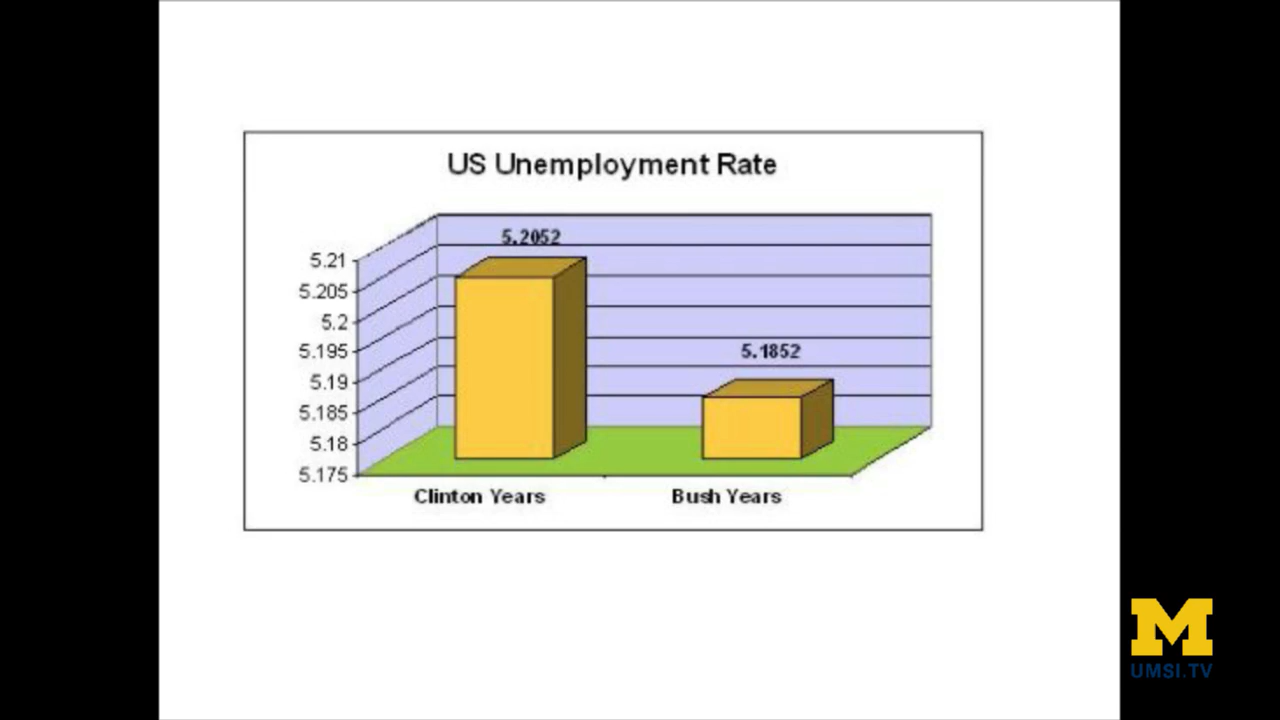 US Unemployment Rate
5.2052
5.21
5.205
5.2
5.195
5.1852
5.19
5.185
5.18
5.175
Clinton Years Bush Years
M
UMSI.TV